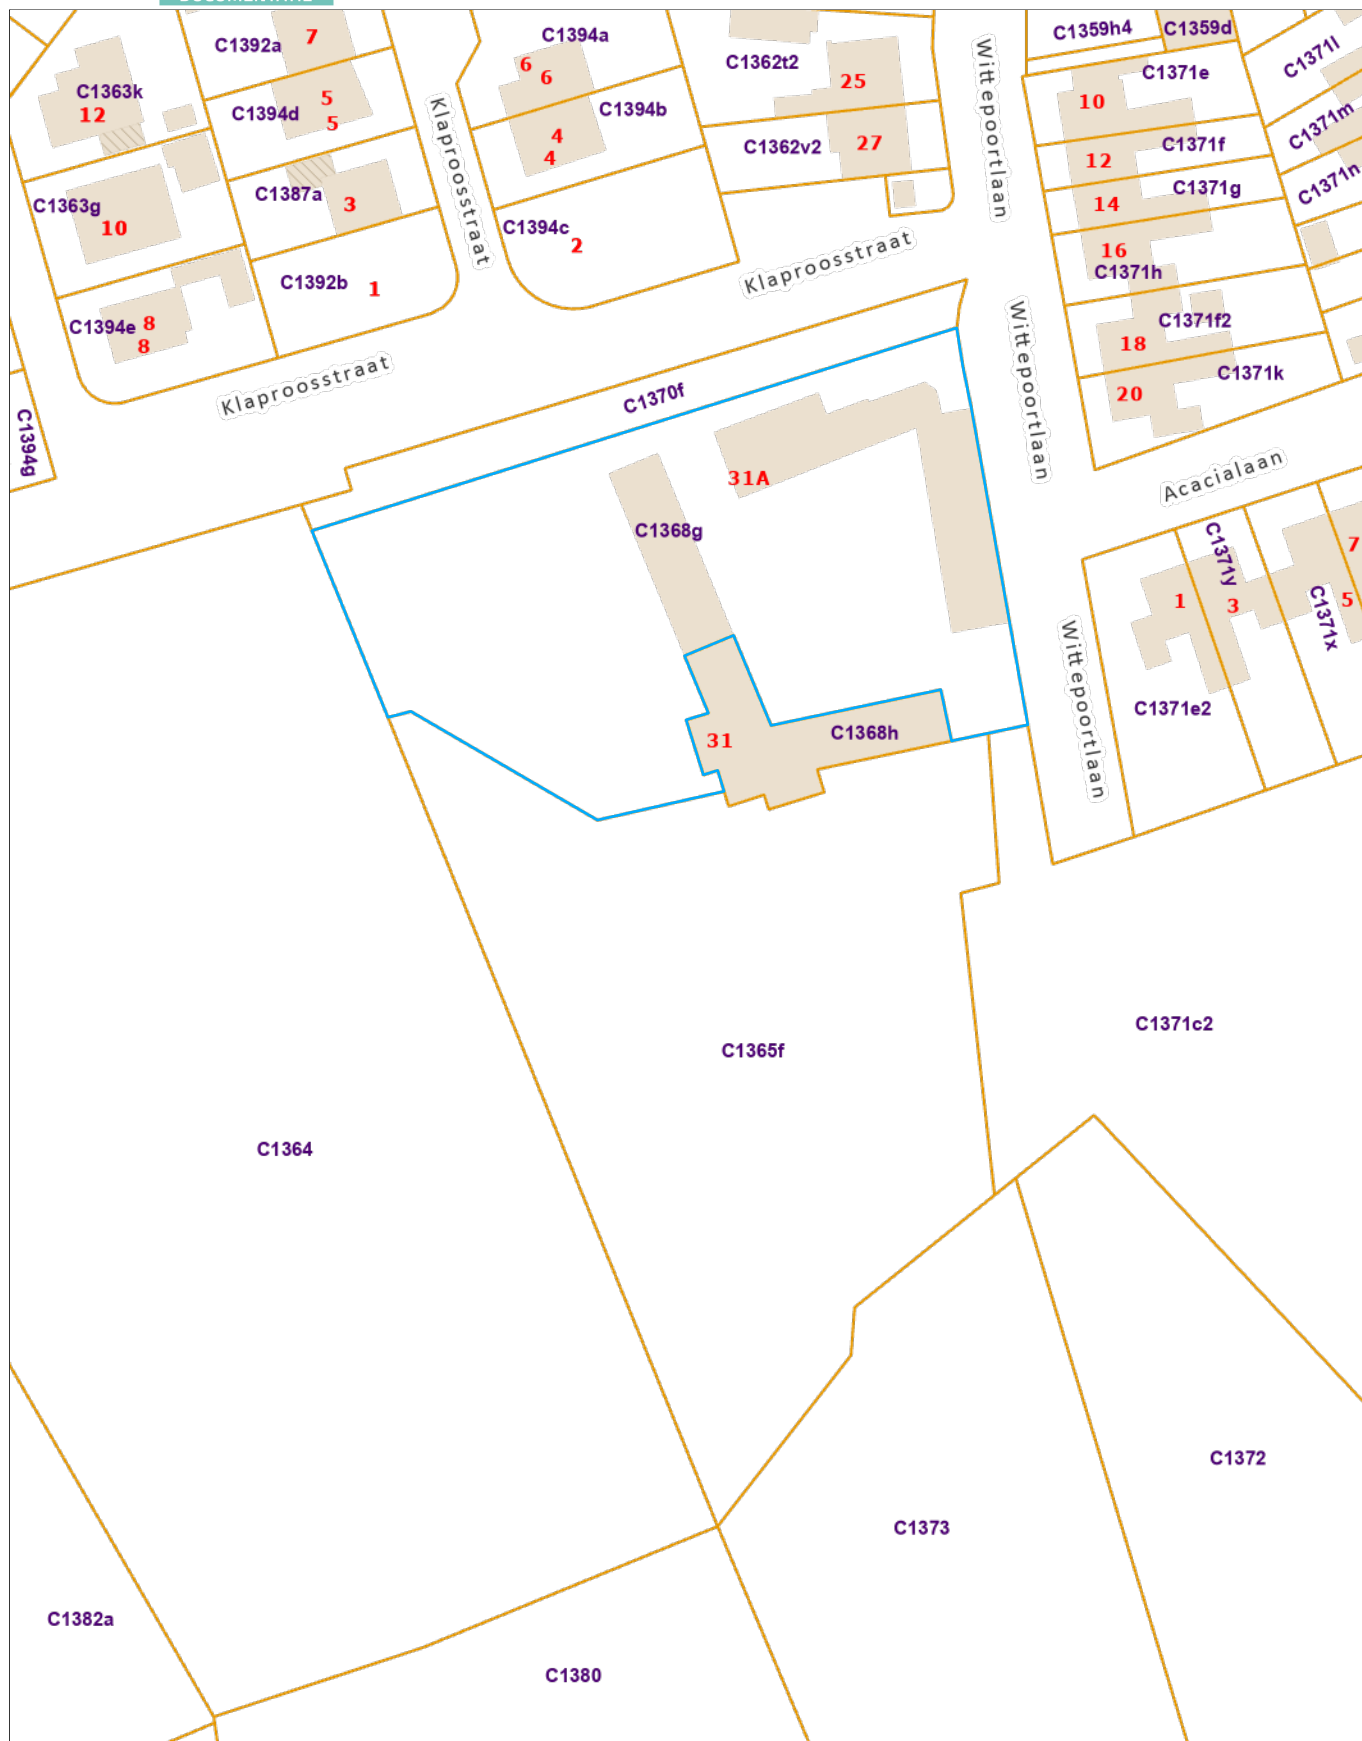 C1359h4
C1359d
C1392a
7
C1394a
C1371l
6
6
C1362t2
25
C1371e
C1363k
12
5
C1394d
5
C1394b
10
C1371m
4
4
C1362v2
27
12
C1371f
Klaproosstraat
Wittepoortlaan
C1387a
3
C1371g
C1371n
C1363g
10
14
C1394c
2
16
C1371h
Klaproosstraat
C1392b
1
C1394e
8
8
C1371f2
18
Wittepoortlaan
Klaproosstraat
C1370f
C1371k
20
C1394g
31A
Acacialaan
C1368g
C1371y
7
1
3
5
C1371x
Wittepoortlaan
C1371e2
31
C1368h
C1371c2
C1365f
C1364
C1372
C1373
C1382a
C1380